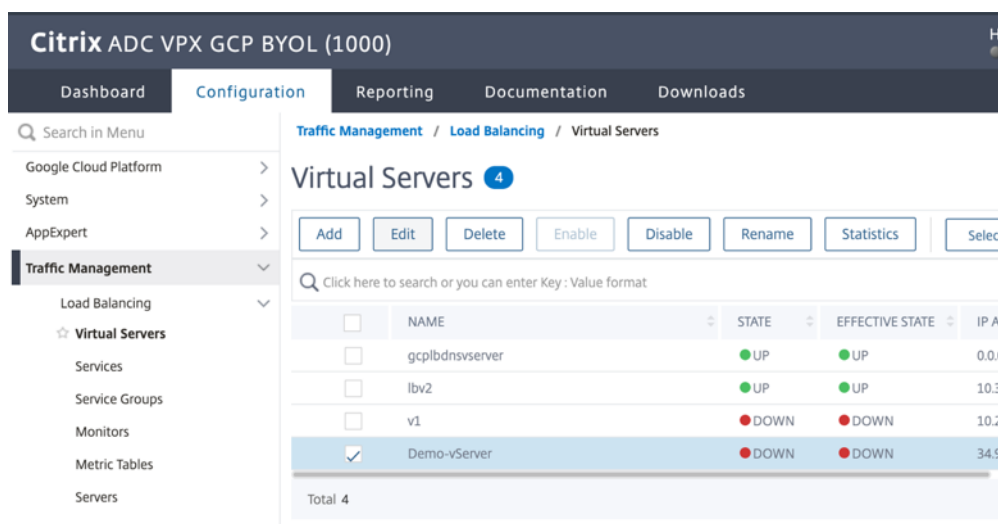 Citrix ADC VPX GCP BYOL (1000)
Dashboard Configuration Reporting Documentation Downloads
Search in Menu
Google Cloud Platform
System
AppExpert
Traffic Management
Load Balancing
Virtual Servers
Services
Service Groups
Monitors
Metric Tables
Servers
Traffic Management / Load Balancing / Virtual Servers
Virtual Servers 4
Add Edit Delete Enable Disable Rename Statistics
Click here to search or you can enter Key : Value format
NAME STATE EFFECTIVE STATE
gcplbdnsvserver UP UP
lbv2 UP UP
v1 DOWN DOWN
Demo-vServer DOWN DOWN
Total 4